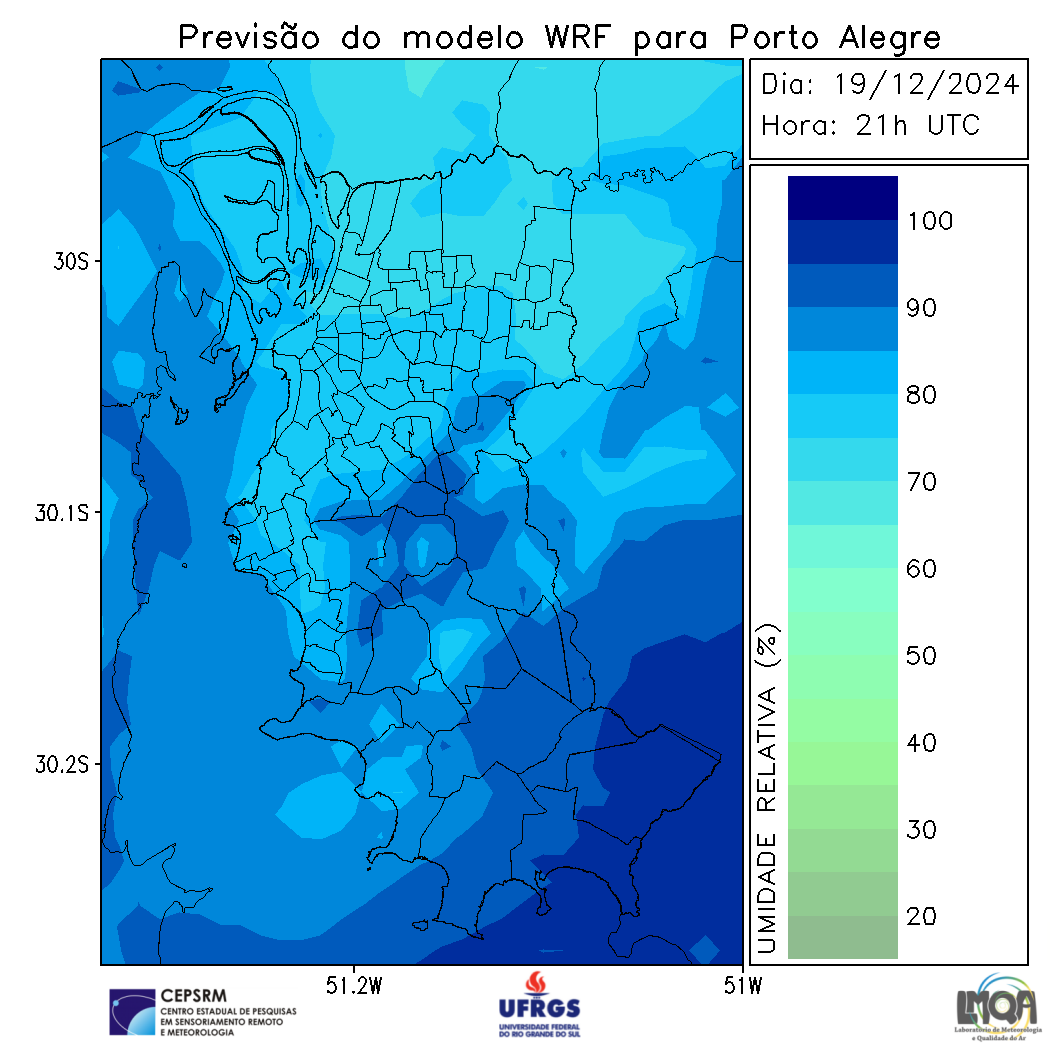 Previsão do modelo WRF para Porto Alegre
Dia: 19/12/2024
Hora: 21h UTC
30S
30.1S
30.2S
51.2W
51W
100
90
80
70
60
50
40
30
20
UMIDADE RELATIVA (%)
CEPSRM
CENTRO ESTADUAL DE PESQUISAS
EM SENSORIAMENTO REMOTO
E METEOROLOGIA
UFRGS
UNIVERSIDADE FEDERAL
DO RIO GRANDE DO SUL
LMQA
Laboratório de Meteorologia
e Qualidade do Ar